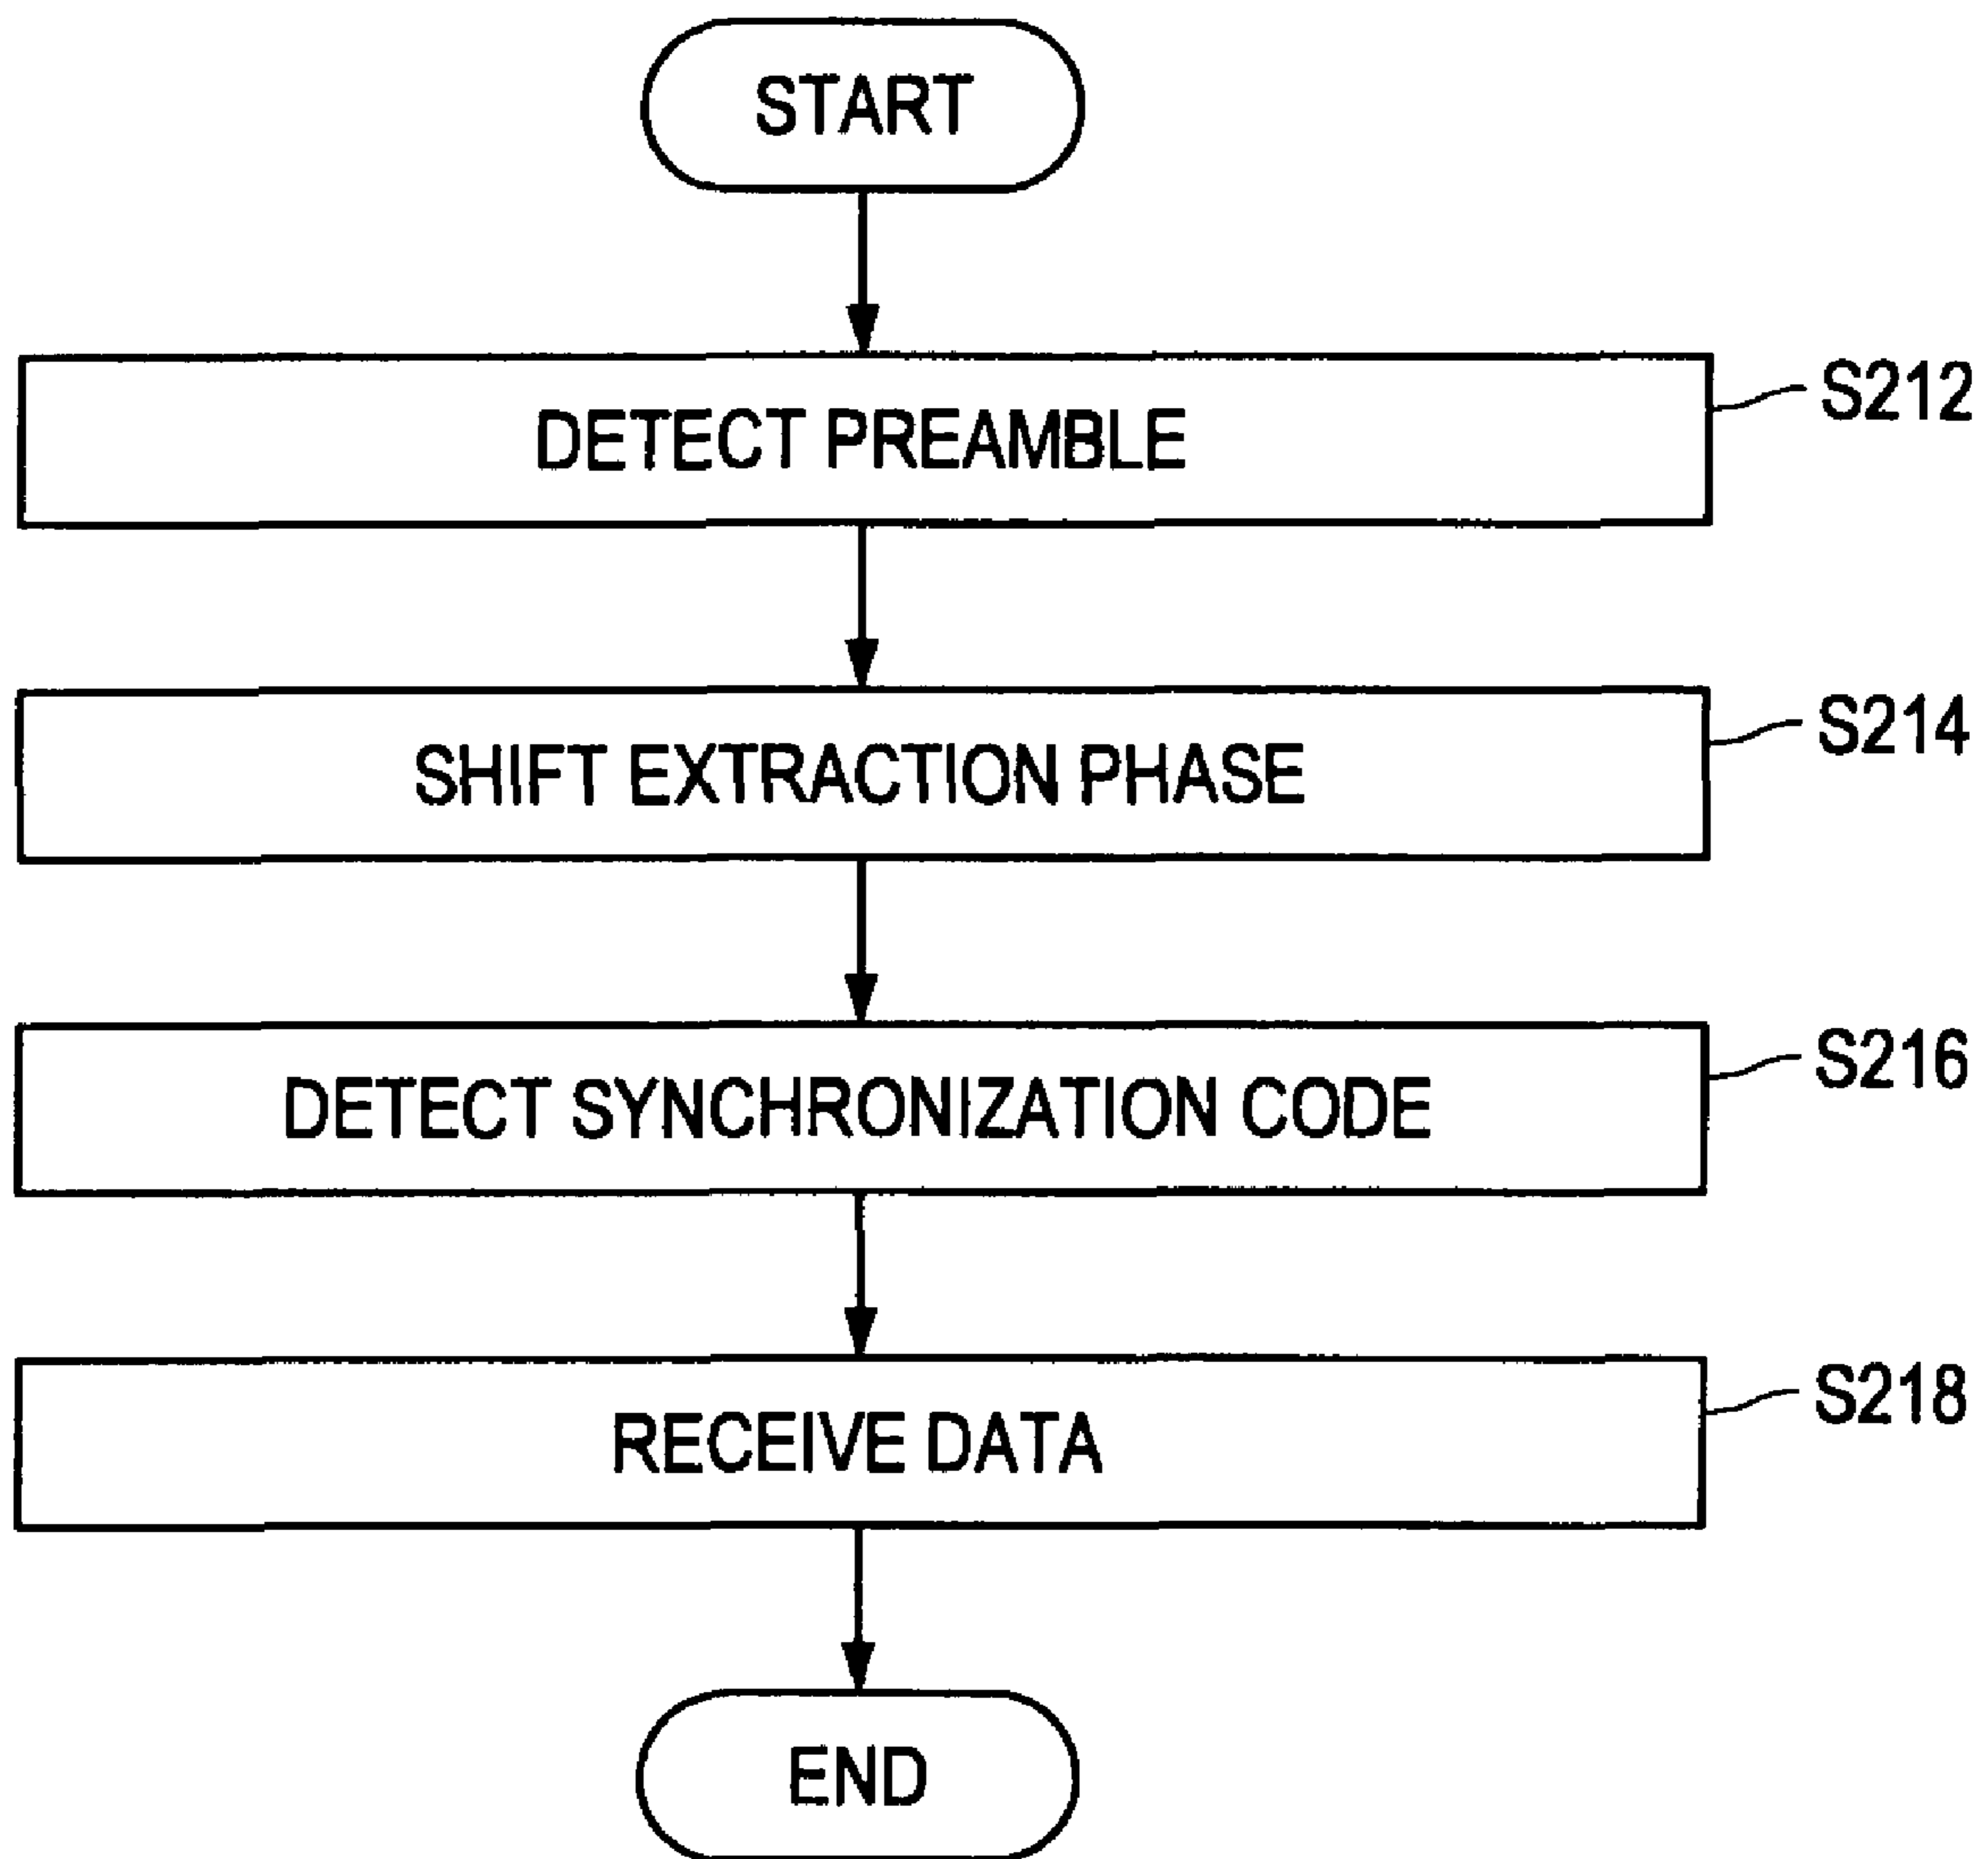 START
DETECT PREAMBLE
S212
SHIFT EXTRACTION PHASE
S214
DETECT SYNCHRONIZATION CODE
S216
RECEIVE DATA
S218
END